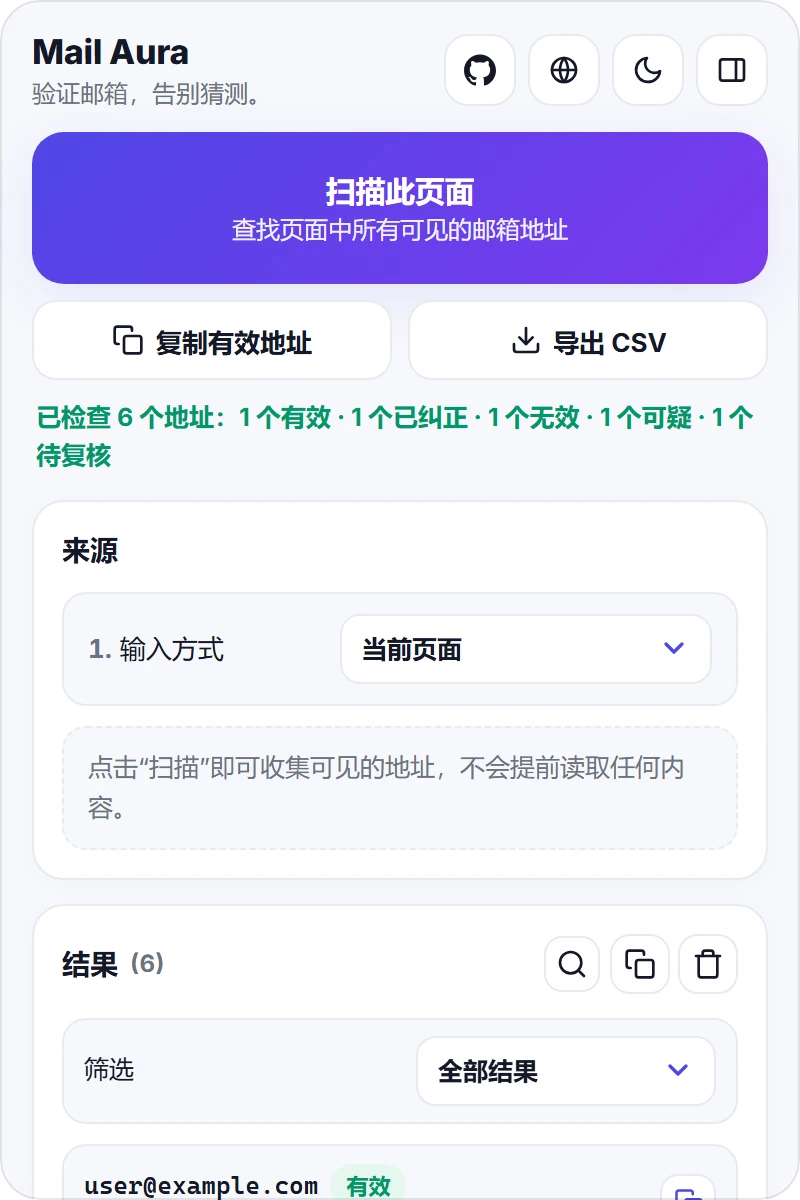 Mail Aura
验证邮箱，告别猜测。
扫描此页面
查找页面中所有可见的邮箱地址
复制有效地址
导出 CSV
已检查 6 个地址：1 个有效 · 1 个已纠正 · 1 个无效 · 1 个可疑 · 1 个
待复核
来源
1. 输入方式
当前页面
点击“扫描”即可收集可见的地址，不会提前读取任何内
容。
结果 (6)
筛选
全部结果
user@example.com 有效